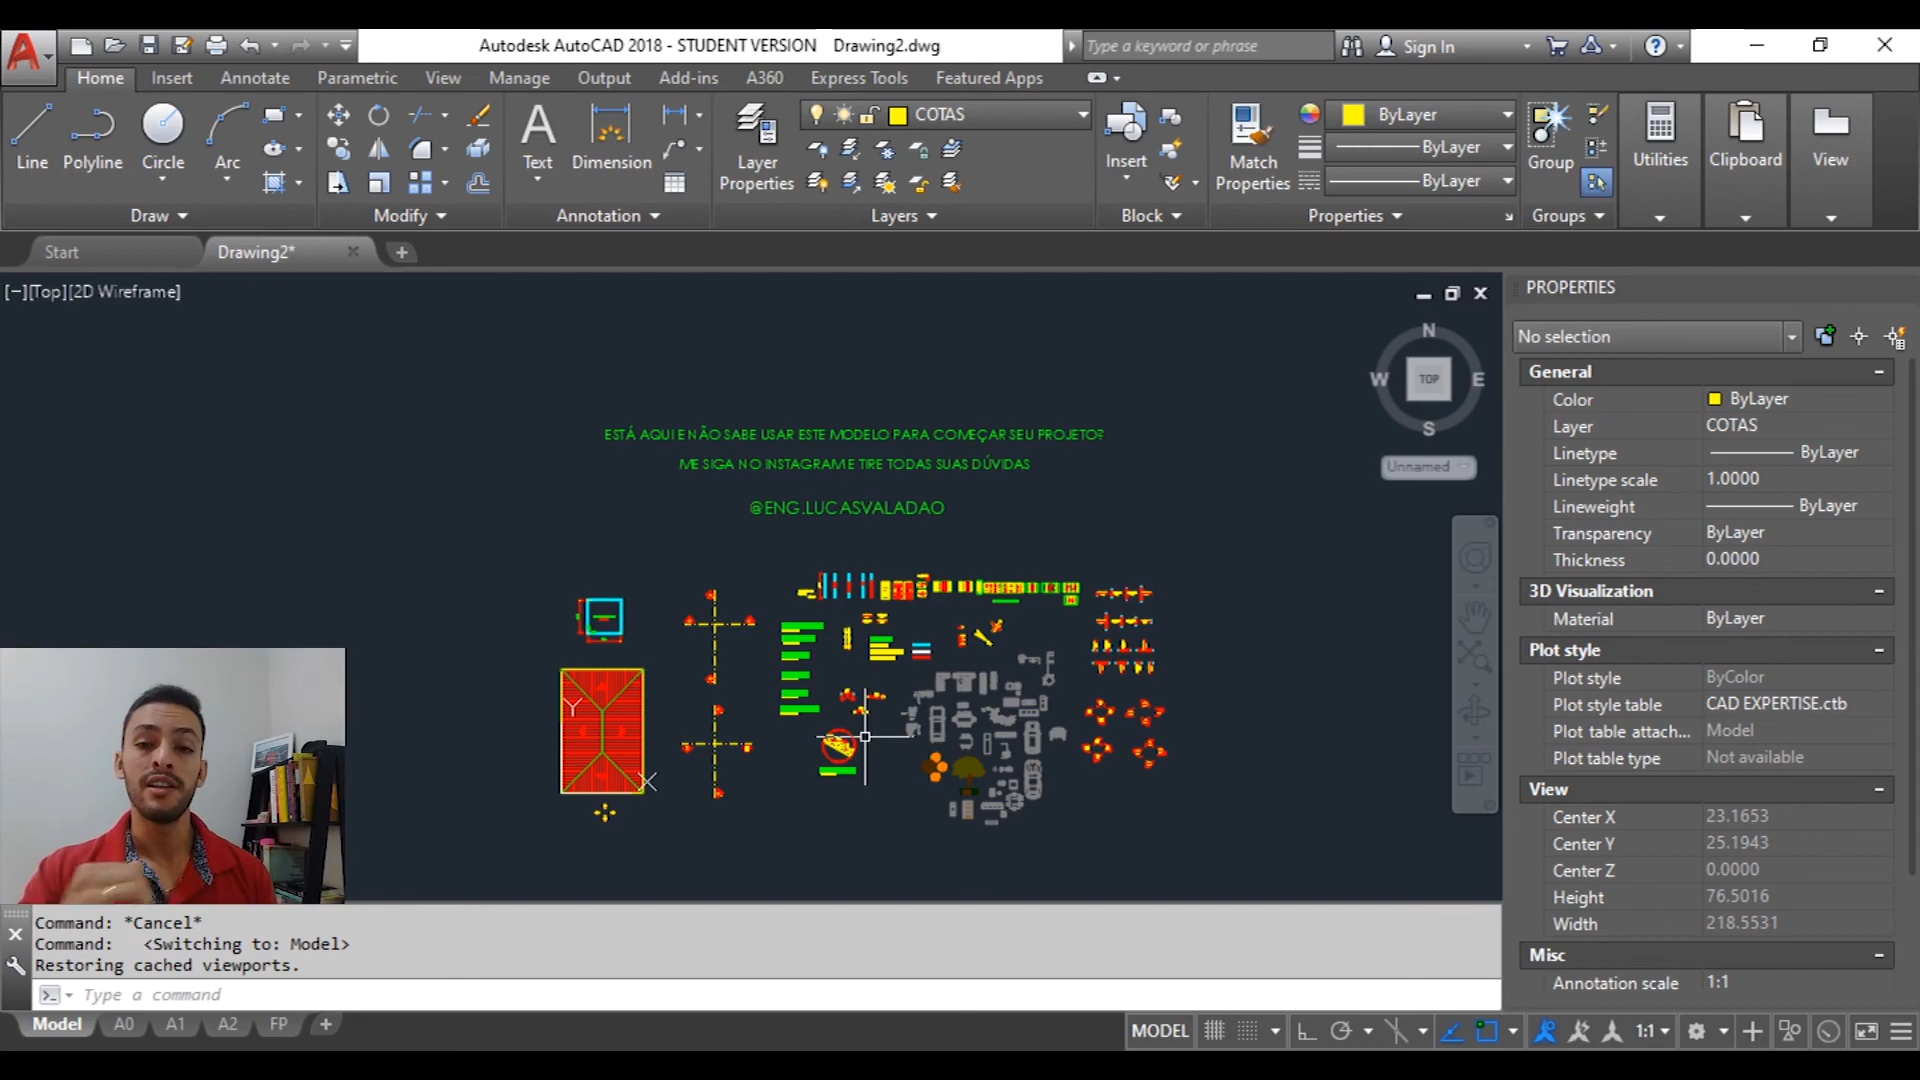 Autodesk AutoCAD 2018 - STUDENT VERSION Drawing2.dwg
Type a keyword or phrase
Sign In
Home Insert Annotate Parametric View Manage Output Add-ins A360 Express Tools Featured Apps
COTAS
ByLayer
Line Polyline Circle Arc
Text Dimension
Layer Properties
Insert
Match Properties
ByLayer
ByLayer
Group
Utilities
Clipboard
View
Draw
Modify
Annotation
Layers
Block
Properties
Groups
Start
Drawing2*
[−][Top][2D Wireframe]
N
W TOP E
S
Unnamed
ESTÁ AQUI E NÃO SABE USAR ESTE MODELO PARA COMEÇAR SEU PROJETO?
ME SIGA NO INSTAGRAM E TIRE TODAS SUAS DÚVIDAS
@ENG.LUCASVALADAO
Y
X
PROPERTIES
No selection
General
Color ByLayer
Layer COTAS
Linetype ByLayer
Linetype scale 1.0000
Lineweight ByLayer
Transparency ByLayer
Thickness 0.0000
3D Visualization
Material ByLayer
Plot style
Plot style ByColor
Plot style table CAD EXPERTISE.ctb
Plot table attach... Model
Plot table type Not available
View
Center X 23.1653
Center Y 25.1943
Center Z 0.0000
Height 76.5016
Width 218.5531
Misc
Annotation scale 1:1
Command: *Cancel*
Command: <Switching to: Model>
Restoring cached viewports.
Type a command
Model A0 A1 A2 FP
MODEL
1:1